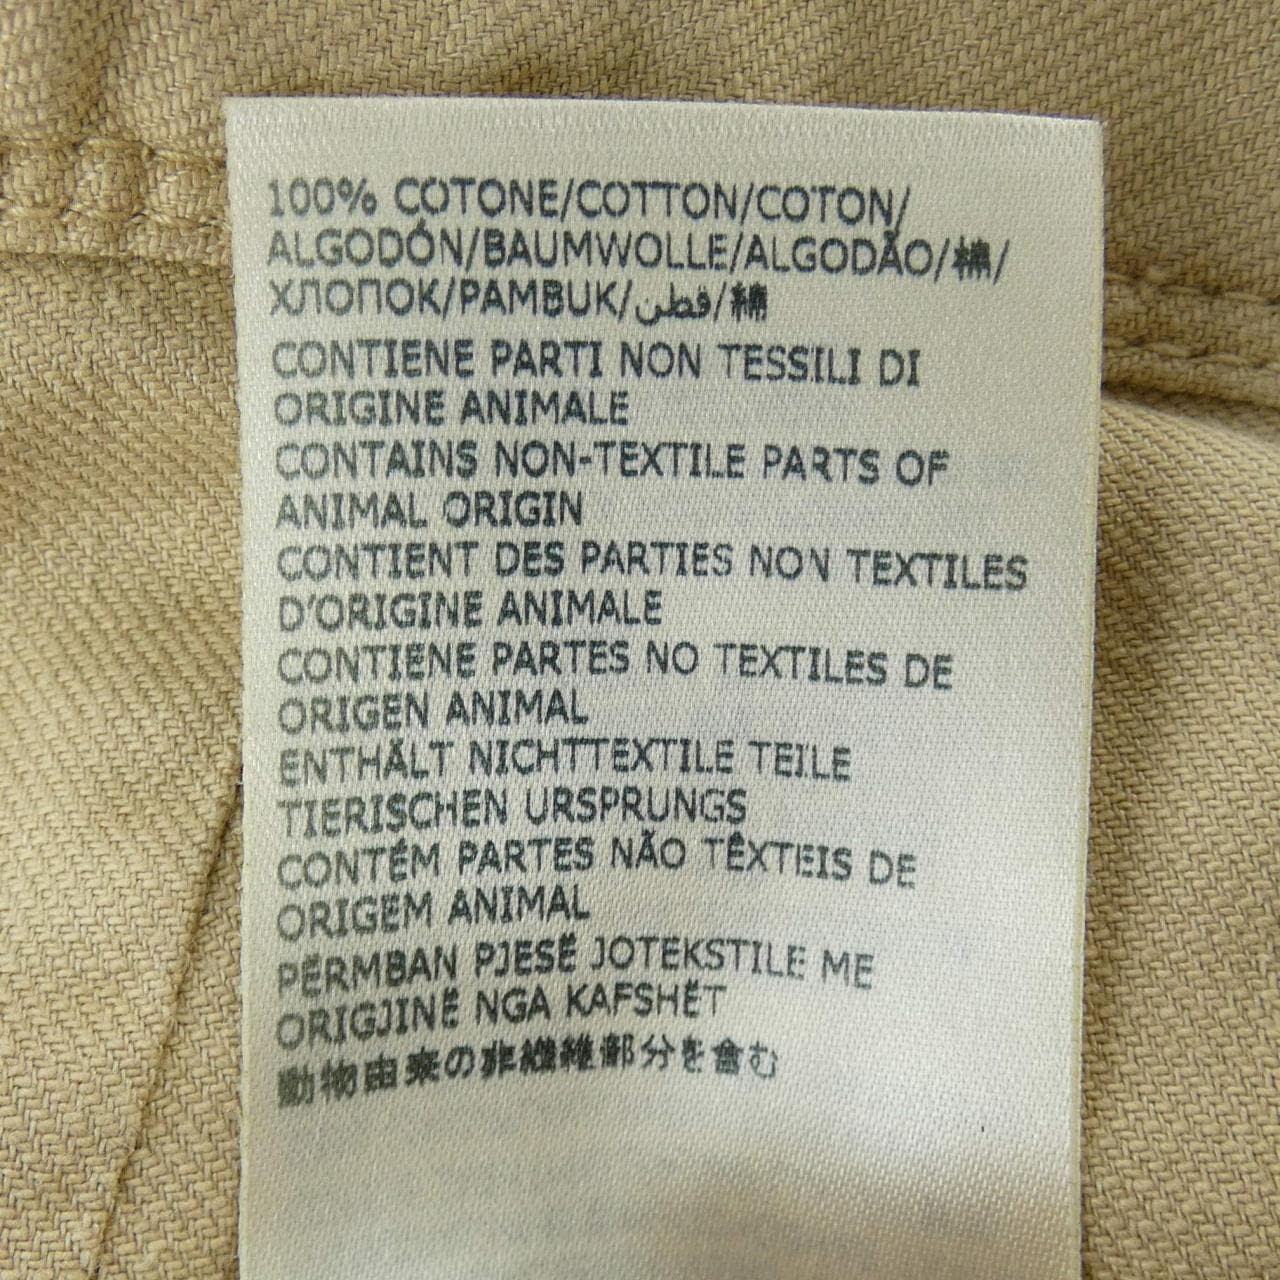 100% COTONE/COTTON/COTON/
ALGODÓN/BAUMWOLLE/ALGODÃO/棉/
ХЛОПОК/PAMBUK/قطن/綿
CONTIENE PARTI NON TESSILI DI
ORIGINE ANIMALE
CONTAINS NON-TEXTILE PARTS OF
ANIMAL ORIGIN
CONTIENT DES PARTIES NON TEXTILES
D'ORIGINE ANIMALE
CONTIENE PARTES NO TEXTILES DE
ORIGEN ANIMAL
ENTHÄLT NICHTTEXTILE TEILE
TIERISCHEN URSPRUNGS
CONTÉM PARTES NÃO TÊXTEIS DE
ORIGEM ANIMAL
PËRMBAN PJESË JOTEKSTILE ME
ORIGJINË NGA KAFSHËT
動物由来の非繊維部分を含む